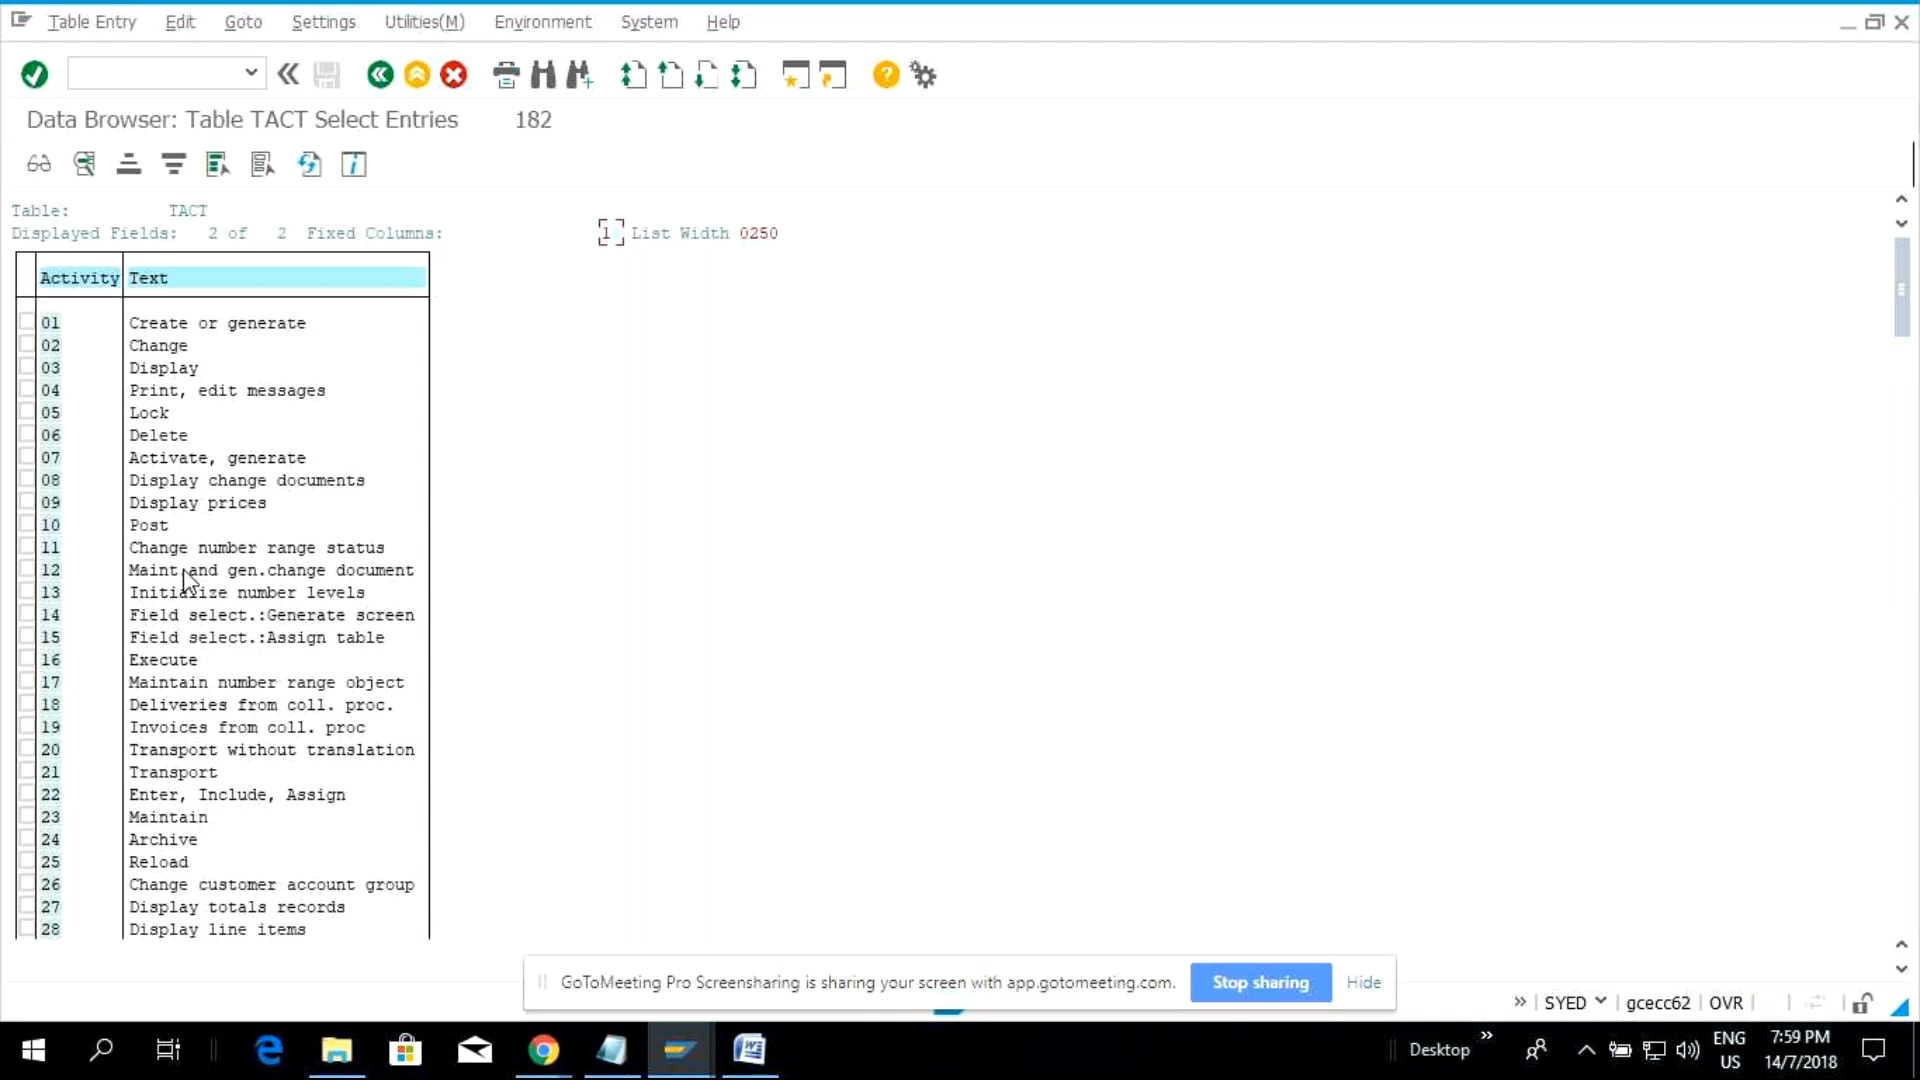 Table Entry Edit Goto Settings Utilities(M) Environment System Help
Data Browser: Table TACT Select Entries 182
Table: TACT
Displayed Fields: 2 of 2 Fixed Columns: 1 List Width 0250
Activity Text
01 Create or generate
02 Change
03 Display
04 Print, edit messages
05 Lock
06 Delete
07 Activate, generate
08 Display change documents
09 Display prices
10 Post
11 Change number range status
12 Maint and gen.change document
13 Initialize number levels
14 Field select.:Generate screen
15 Field select.:Assign table
16 Execute
17 Maintain number range object
18 Deliveries from coll. proc.
19 Invoices from coll. proc
20 Transport without translation
21 Transport
22 Enter, Include, Assign
23 Maintain
24 Archive
25 Reload
26 Change customer account group
27 Display totals records
28 Display line items
GoToMeeting Pro Screensharing is sharing your screen with app.gotomeeting.com. Stop sharing Hide
SYED gcecc62 OVR
Desktop ENG 7:59 PM
US 14/7/2018